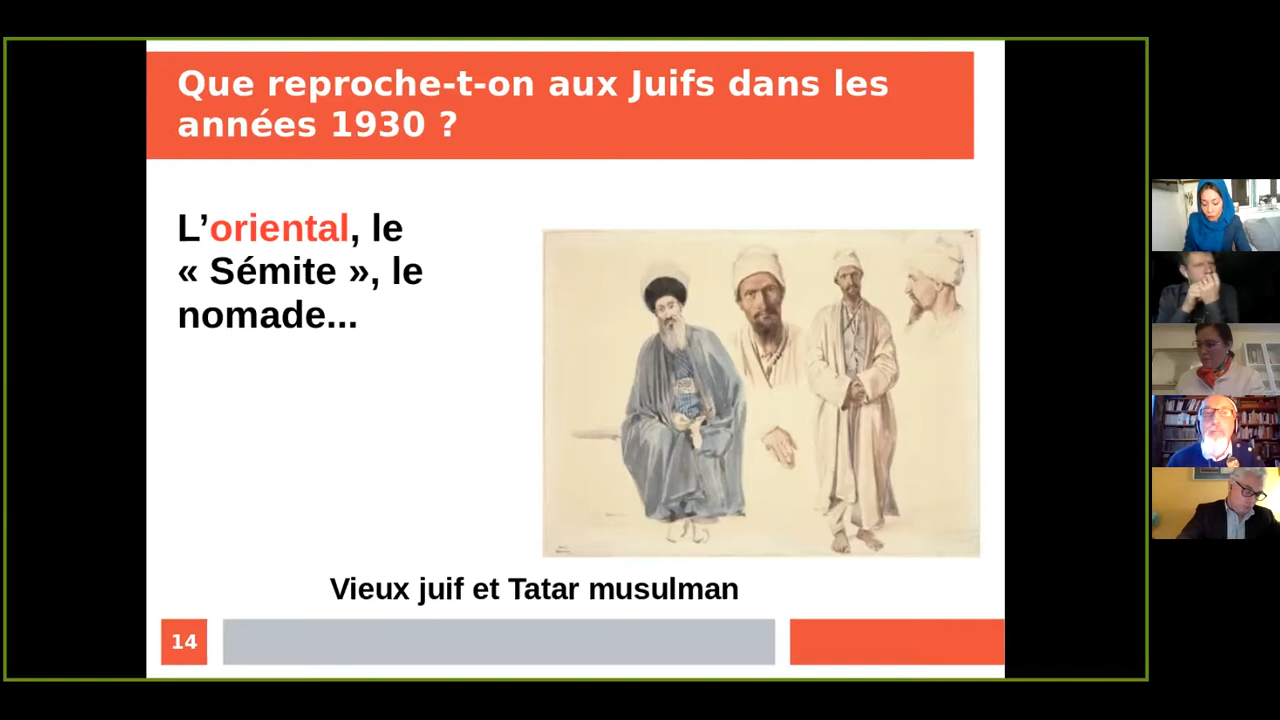 Que reproche-t-on aux Juifs dans les
années 1930 ?
L’oriental, le
« Sémite », le
nomade...
Vieux juif et Tatar musulman
14